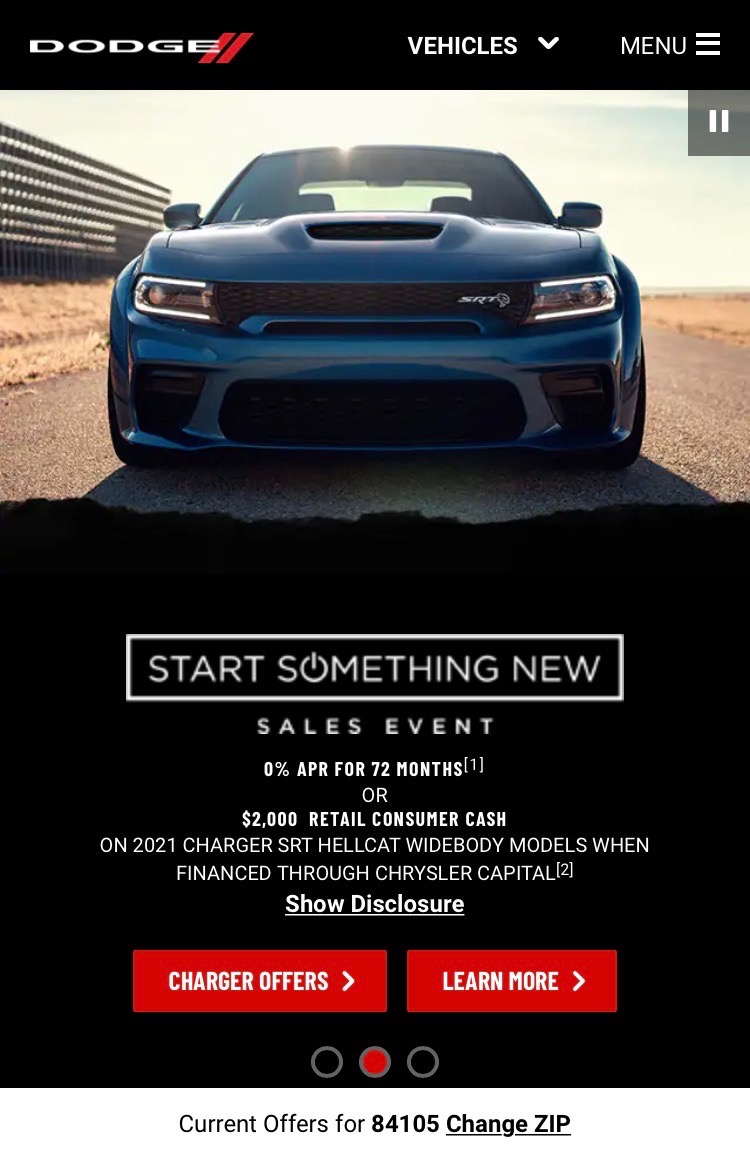 DODGE
VEHICLES
MENU
SRT
START SOMETHING NEW
SALES EVENT
0% APR FOR 72 MONTHS[1]
OR
$2,000 RETAIL CONSUMER CASH
ON 2021 CHARGER SRT HELLCAT WIDEBODY MODELS WHEN
FINANCED THROUGH CHRYSLER CAPITAL[2]
Show Disclosure
CHARGER OFFERS
LEARN MORE
Current Offers for 84105 Change ZIP